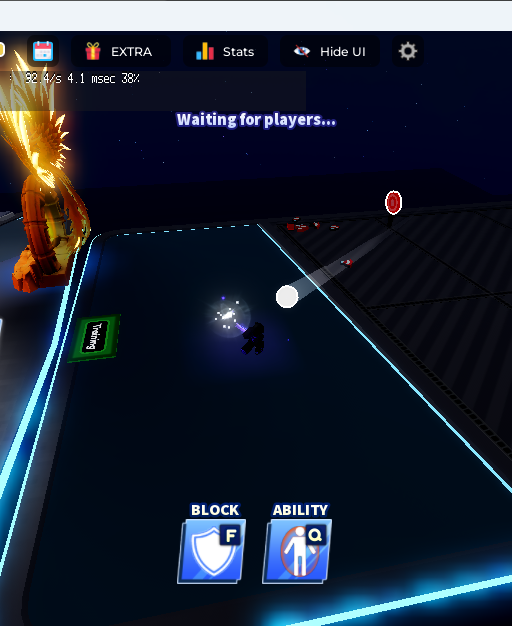 EXTRA
Stats
Hide UI
: 92.4/s 4.1 msec 38%
Waiting for players...
Training
BLOCK
ABILITY
F
Q